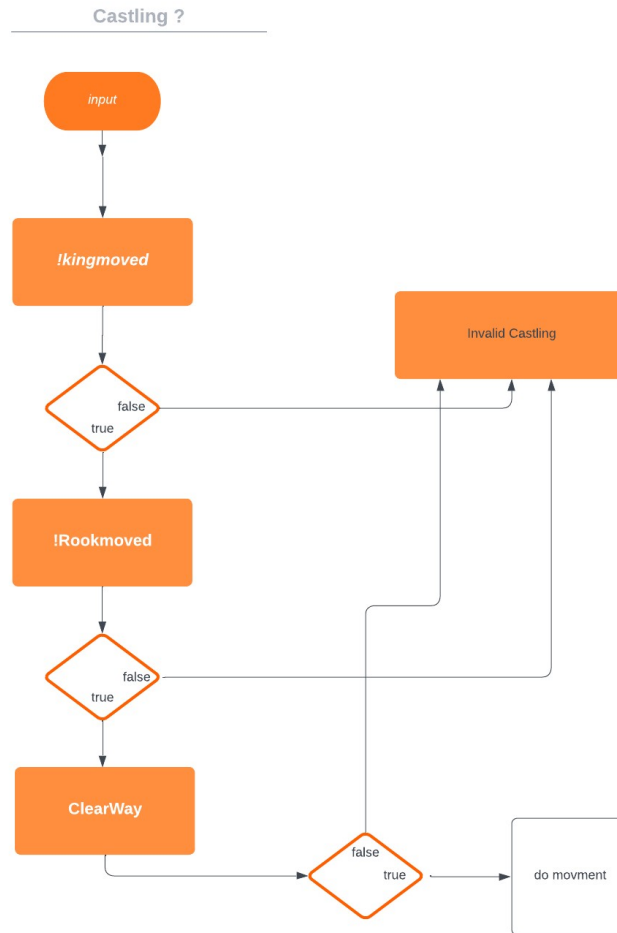 Castling ?
input
!kingmoved
Invalid Castling
false
true
!Rookmoved
false
true
ClearWay
false
true
do movment